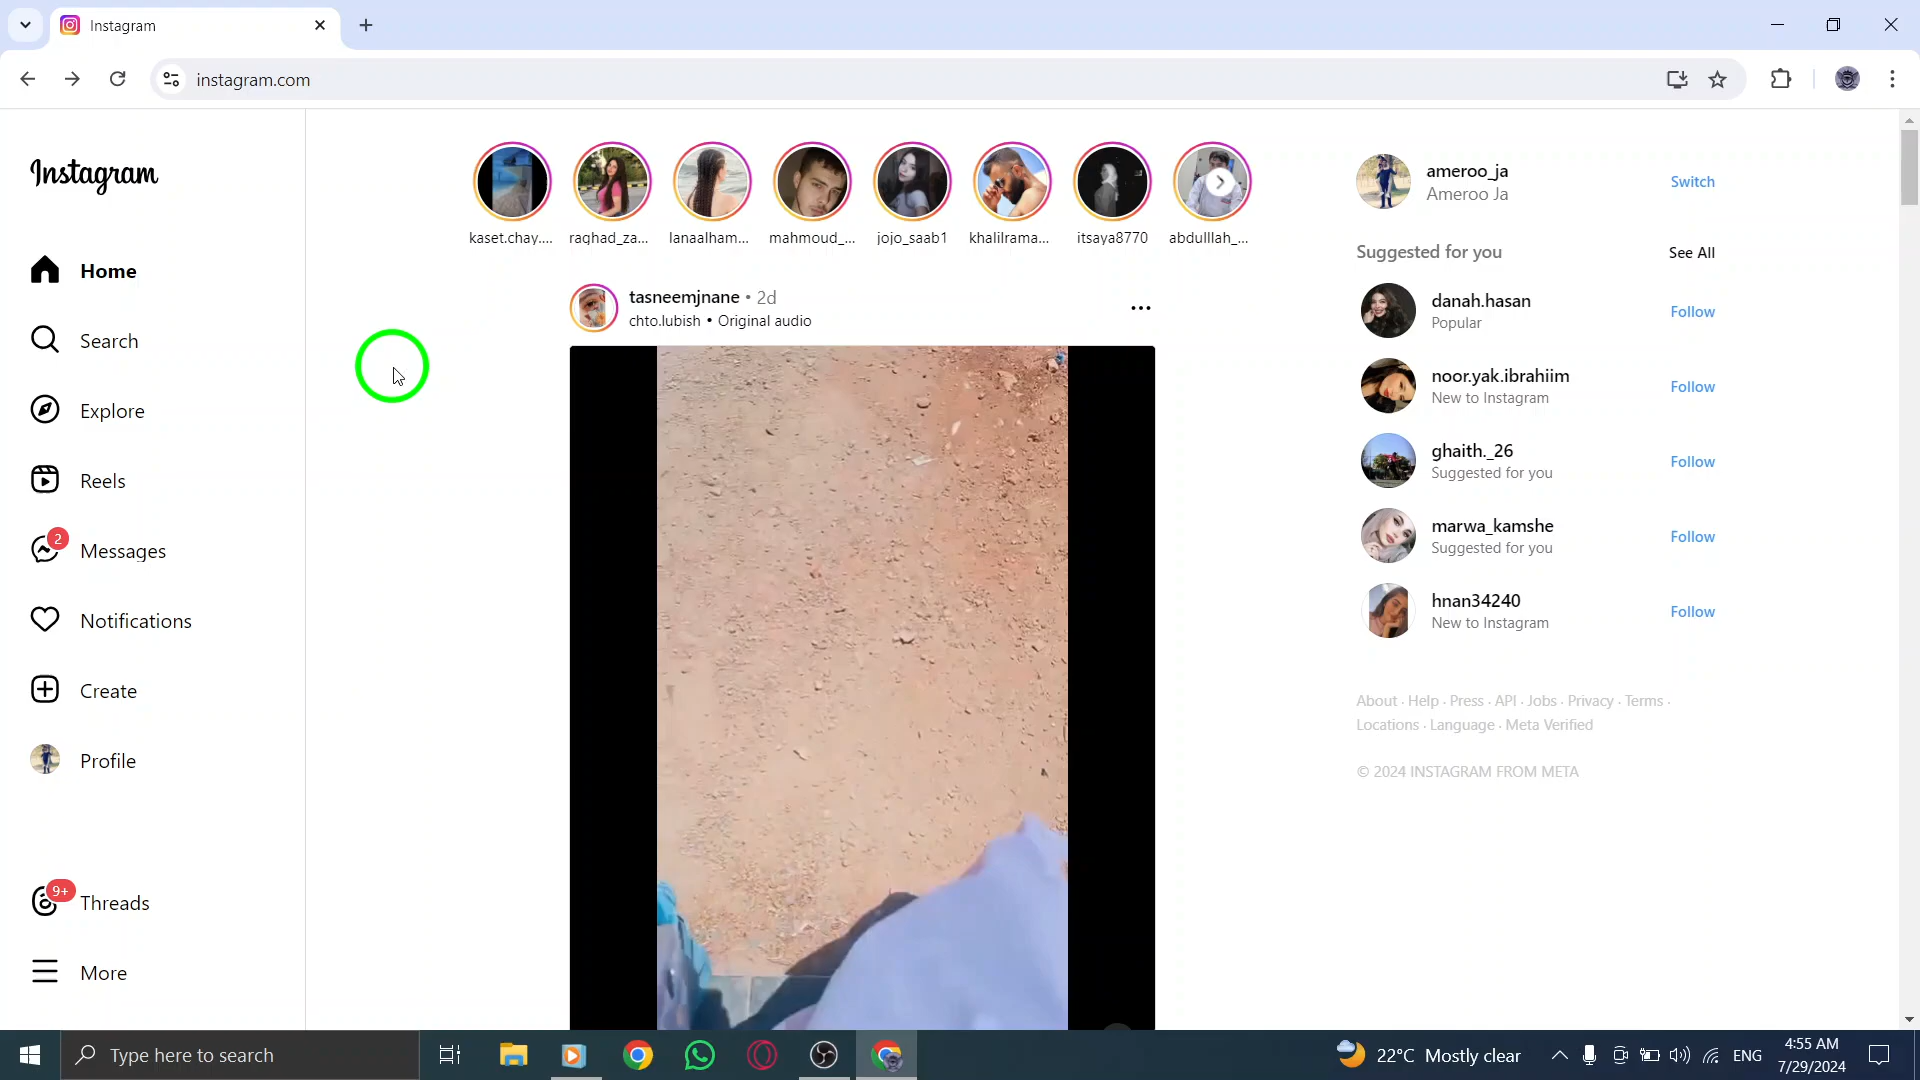 Instagram
instagram.com
Instagram
Home
Search
Explore
Reels
2
Messages
Notifications
Create
Profile
9+
Threads
More
kaset.chay.... raghad_za... lanaalham... mahmoud_... jojo_saab1 khalilrama... itsaya8770 abdulllah_...
tasneemjnane • 2d
chto.lubish • Original audio
ameroo_ja
Ameroo Ja
Switch
Suggested for you
See All
danah.hasan
Popular
Follow
noor.yak.ibrahiim
New to Instagram
Follow
ghaith._26
Suggested for you
Follow
marwa_kamshe
Suggested for you
Follow
hnan34240
New to Instagram
Follow
About · Help · Press · API · Jobs · Privacy · Terms ·
Locations · Language · Meta Verified
© 2024 INSTAGRAM FROM META
Type here to search
22°C Mostly clear
ENG
4:55 AM
7/29/2024